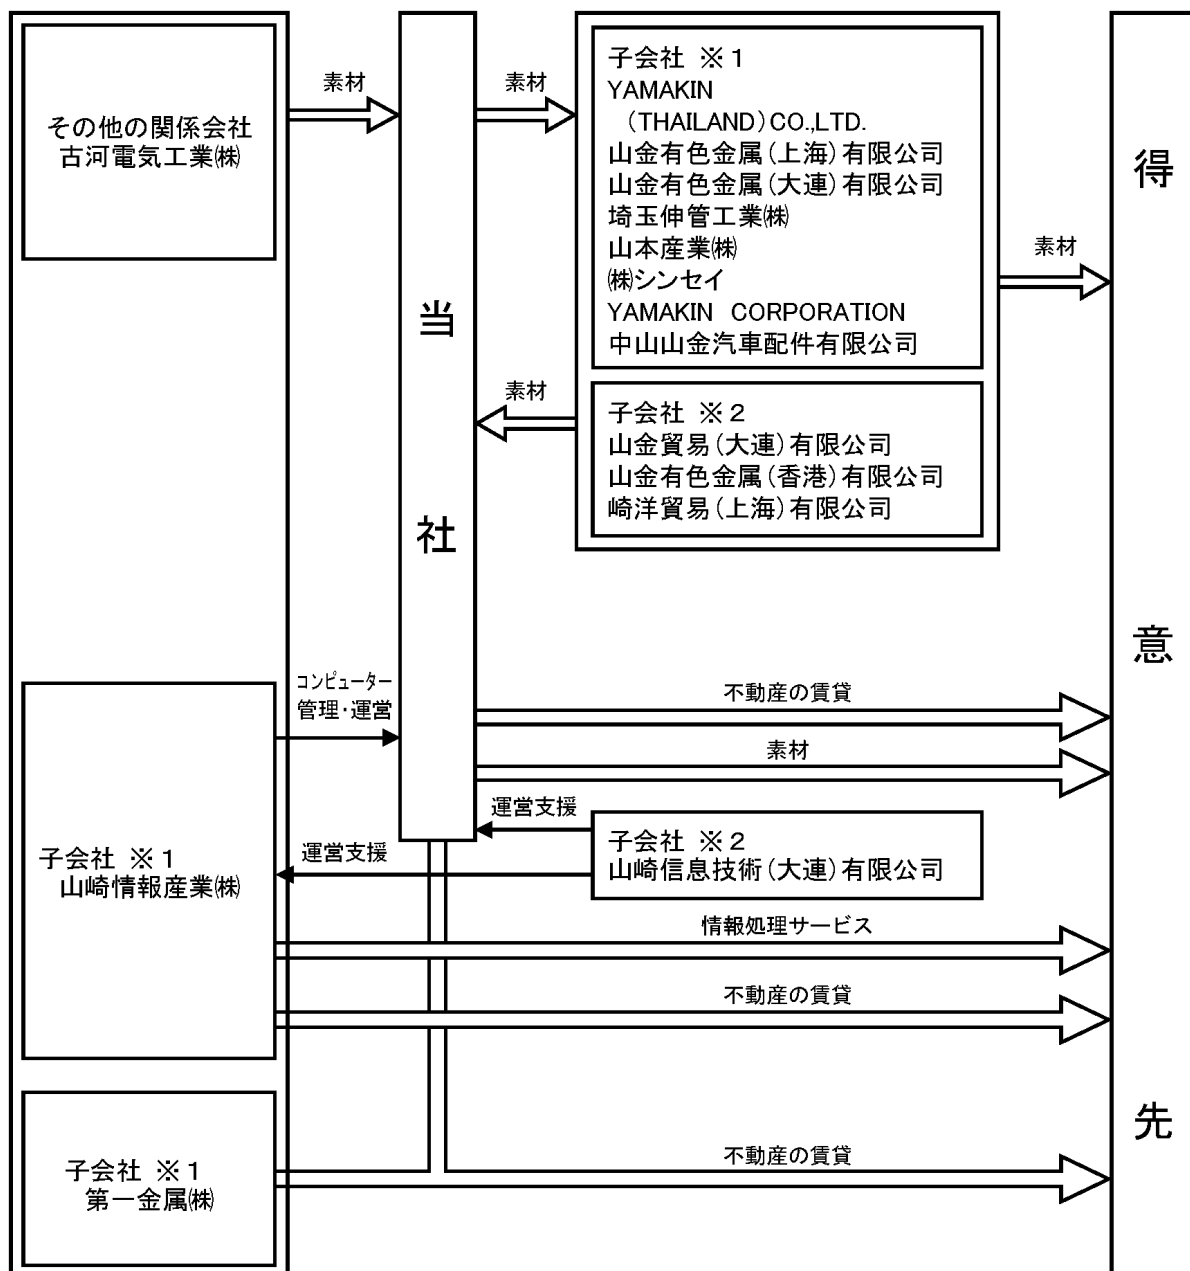 その他の関係会社
古河電気工業㈱
素材
当社
素材
子会社 ※1
YAMAKIN
(THAILAND)CO.,LTD.
山金有色金属(上海)有限公司
山金有色金属(大連)有限公司
埼玉伸管工業㈱
山本産業㈱
㈱シンセイ
YAMAKIN CORPORATION
中山山金汽車配件有限公司
素材
得意先
素材
子会社 ※2
山金貿易(大連)有限公司
山金有色金属(香港)有限公司
崎洋貿易(上海)有限公司
コンピューター
管理・運営
不動産の賃貸
素材
運営支援
子会社 ※2
山崎信息技術(大連)有限公司
運営支援
子会社 ※1
山崎情報産業㈱
情報処理サービス
不動産の賃貸
子会社 ※1
第一金属㈱
不動産の賃貸